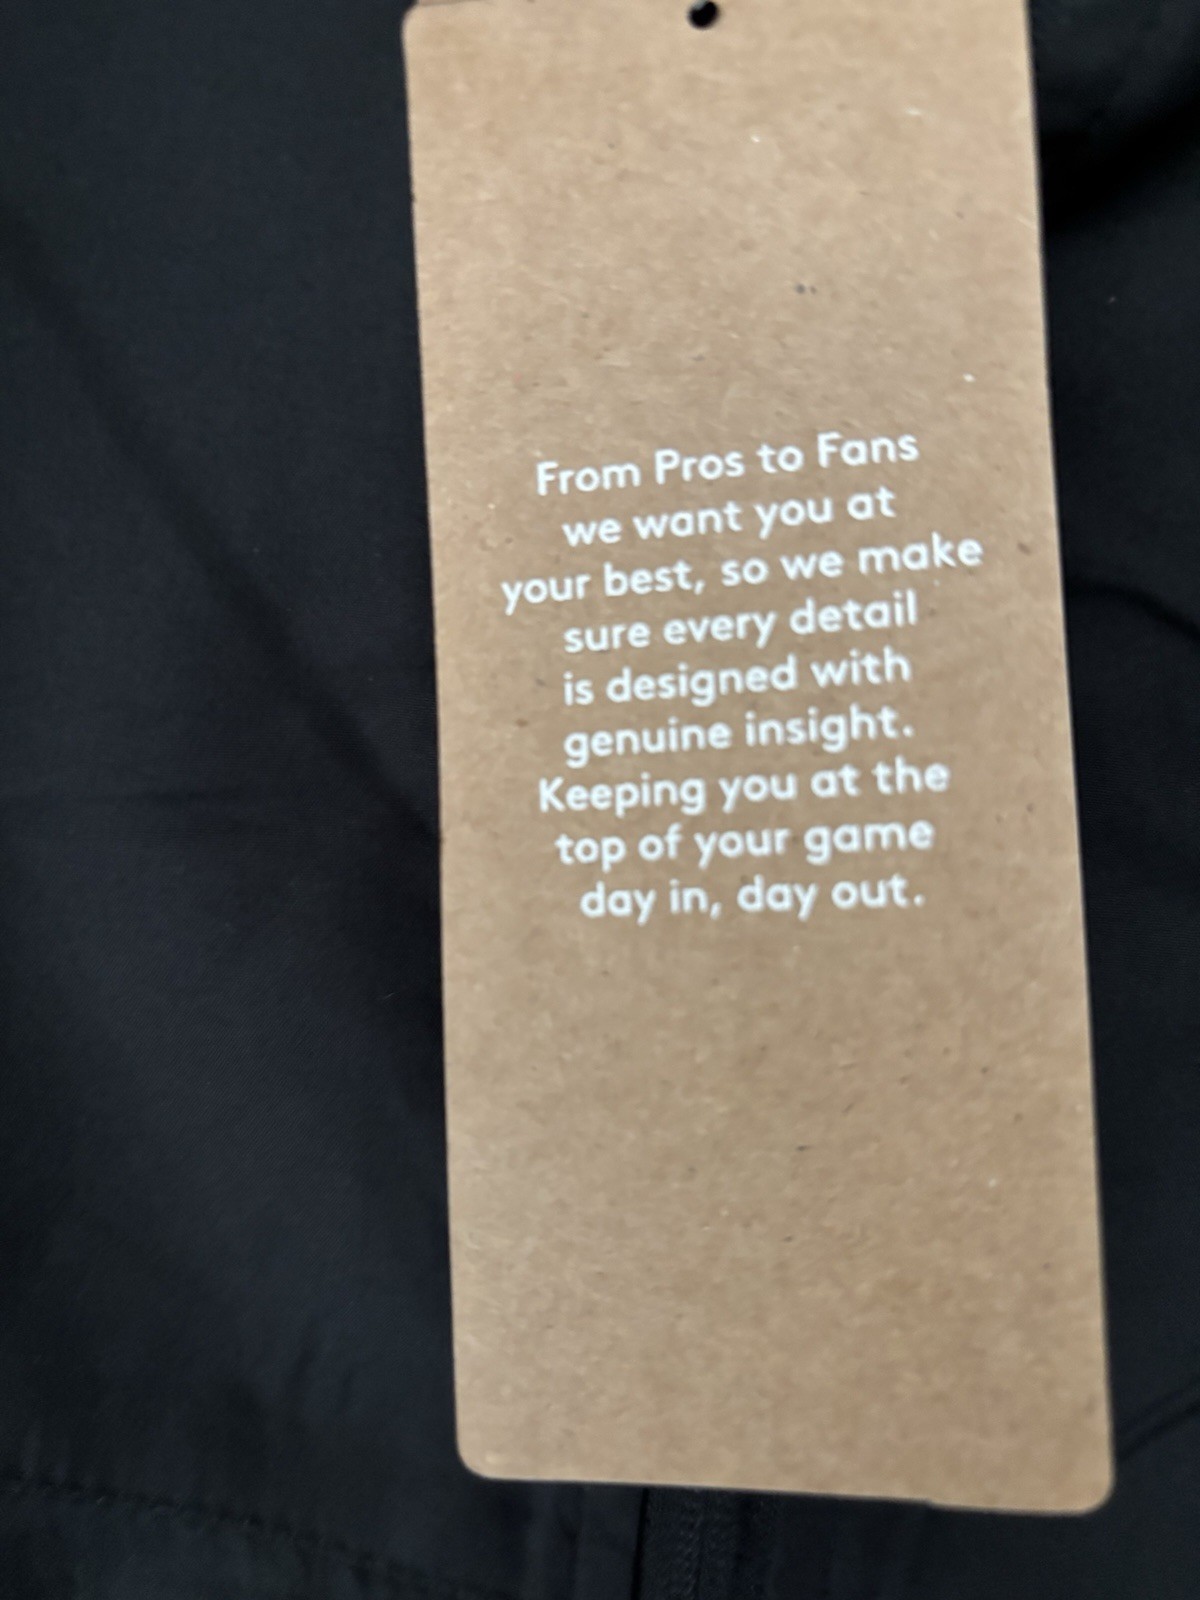 From Pros to Fans
we want you at
your best, so we make
sure every detail
is designed with
genuine insight.
Keeping you at the
top of your game
day in, day out.